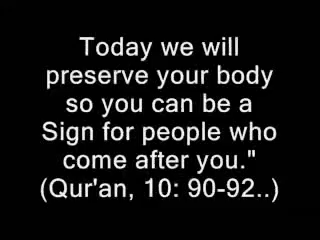 Today we will
preserve your body
so you can be a
Sign for people who
come after you."
(Qur'an, 10: 90-92..)